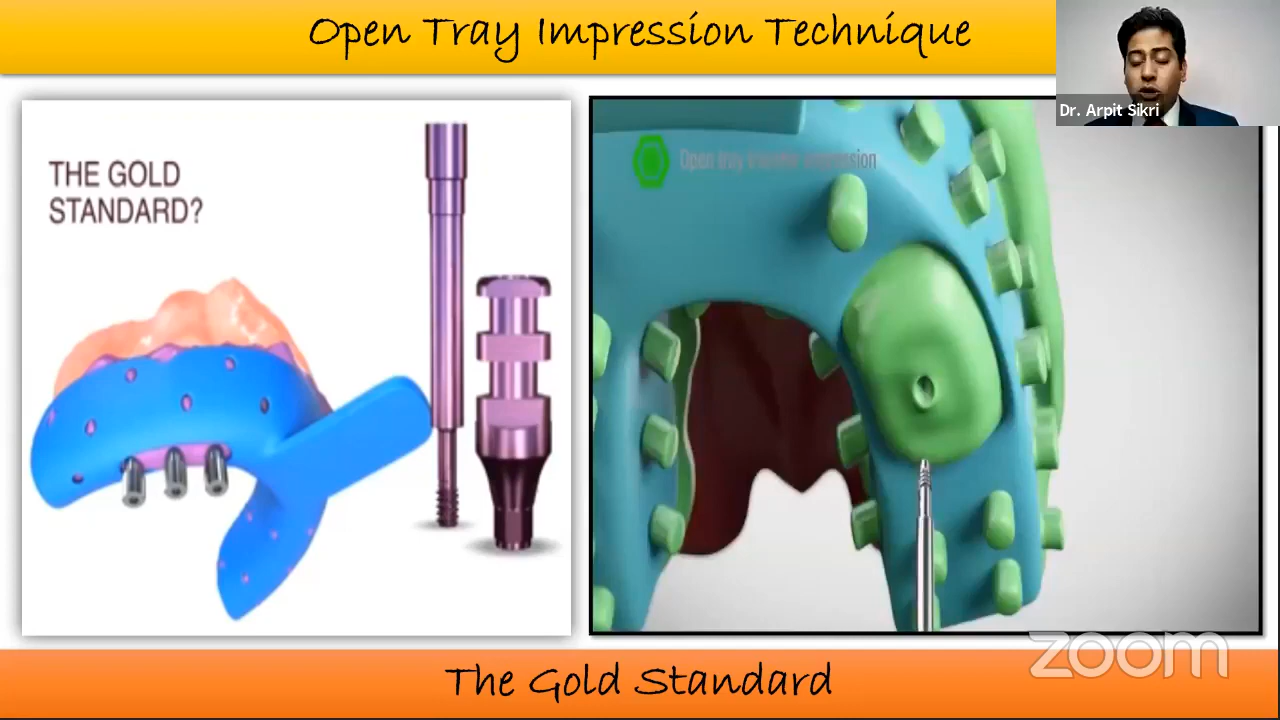 Open Tray Impression Technique
Dr. Arpit Sikri
THE GOLD
STANDARD?
Open tray transfer impression
The Gold Standard
zoom